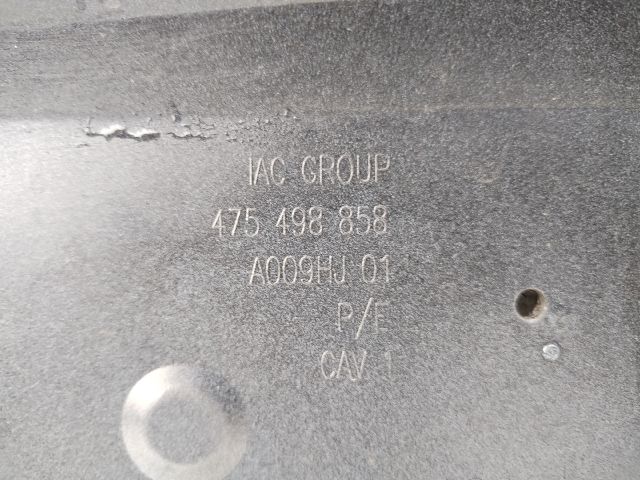 IAC GROUP
475 498 858
A009HJ 01
P/E
CAV 1